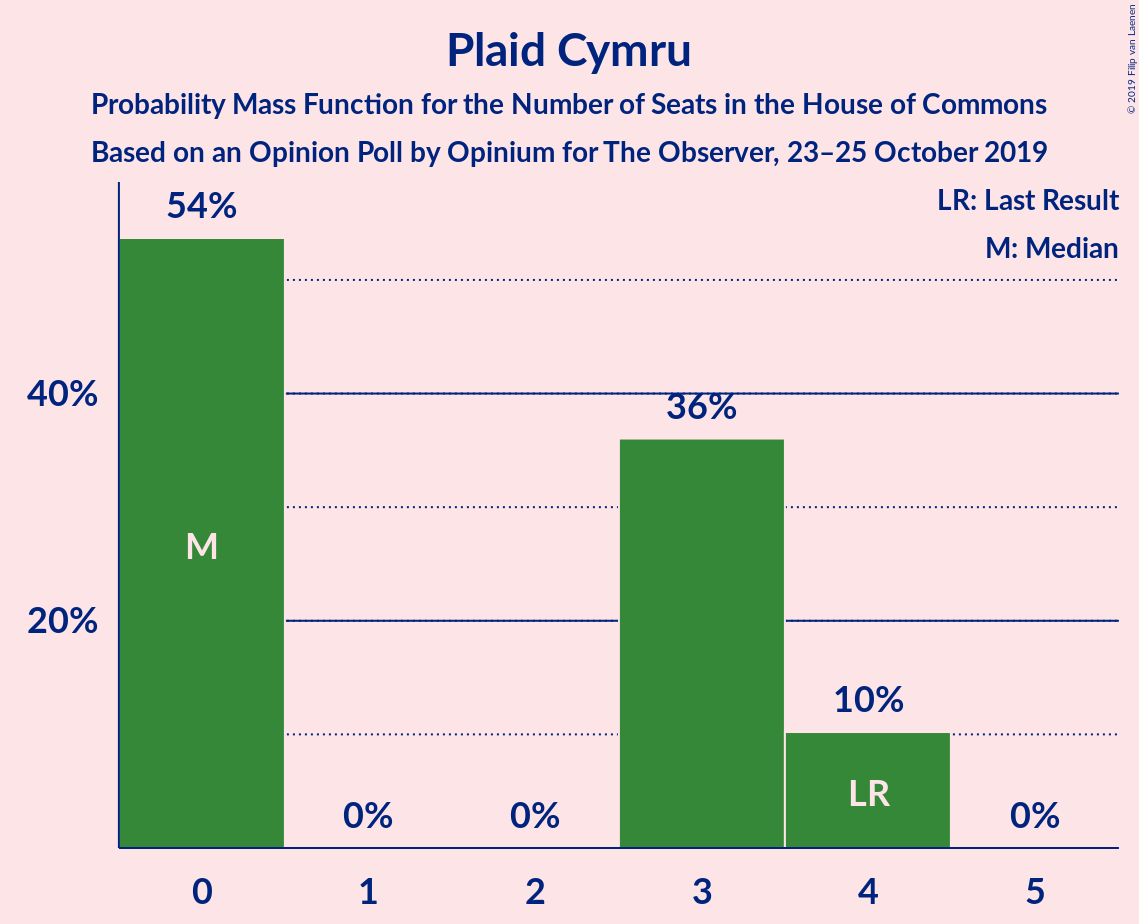 Plaid Cymru
Probability Mass Function for the Number of Seats in the House of Commons
Based on an Opinion Poll by Opinium for The Observer, 23–25 October 2019
© 2019 Filip van Laenen
LR: Last Result
M: Median
54%
40%
36%
M
20%
10%
LR
0%
0%
0%
0
1
2
3
4
5